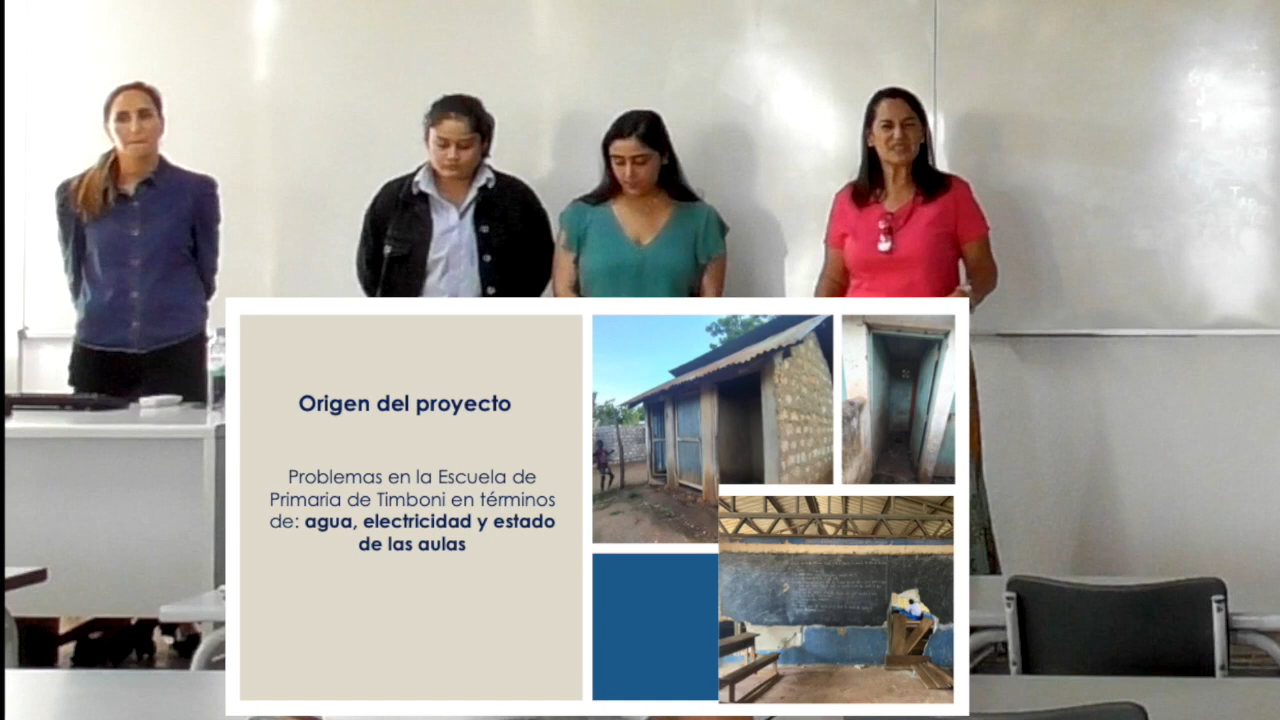 Origen del proyecto
Problemas en la Escuela de
Primaria de Timboni en términos
de: agua, electricidad y estado
de las aulas